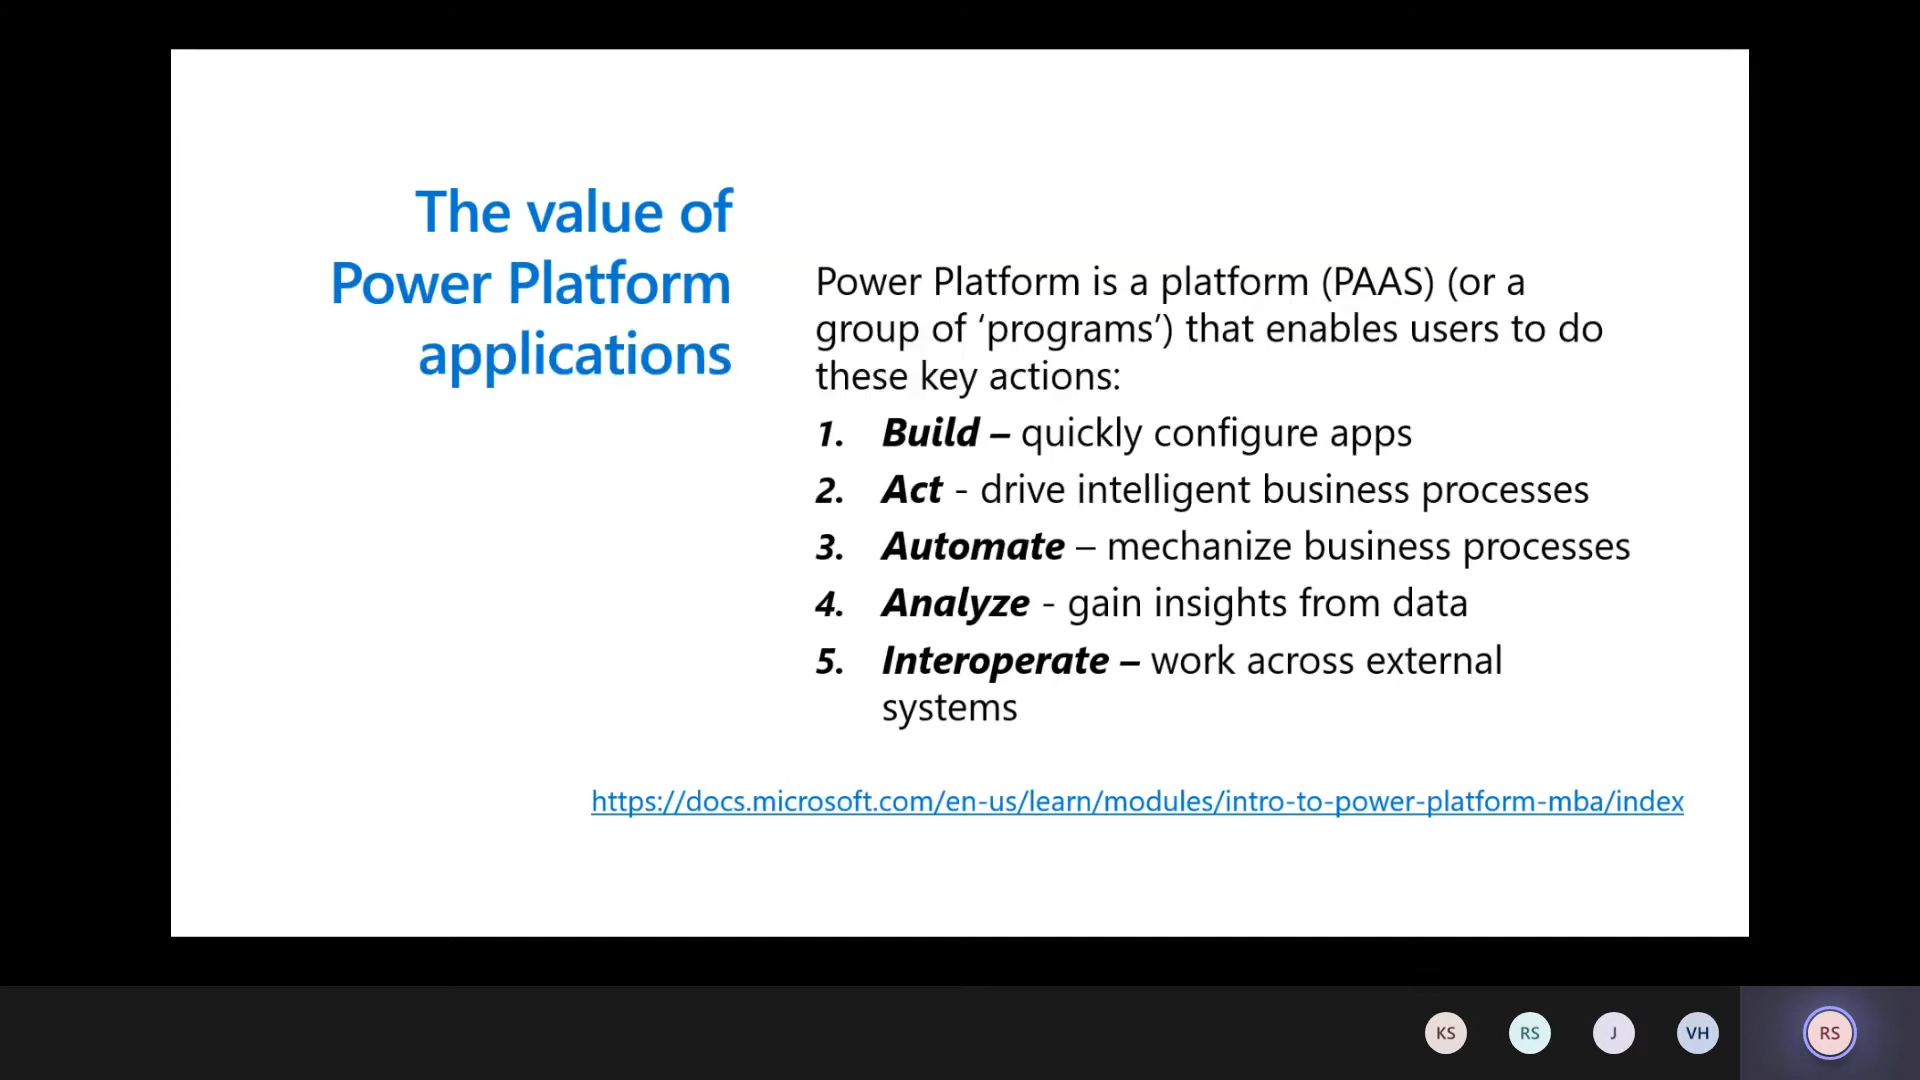 The value of
Power Platform
applications
Power Platform is a platform (PAAS) (or a
group of ‘programs’) that enables users to do
these key actions:
1. Build – quickly configure apps
2. Act - drive intelligent business processes
3. Automate – mechanize business processes
4. Analyze - gain insights from data
5. Interoperate – work across external
systems
https://docs.microsoft.com/en-us/learn/modules/intro-to-power-platform-mba/index
KS RS J VH RS